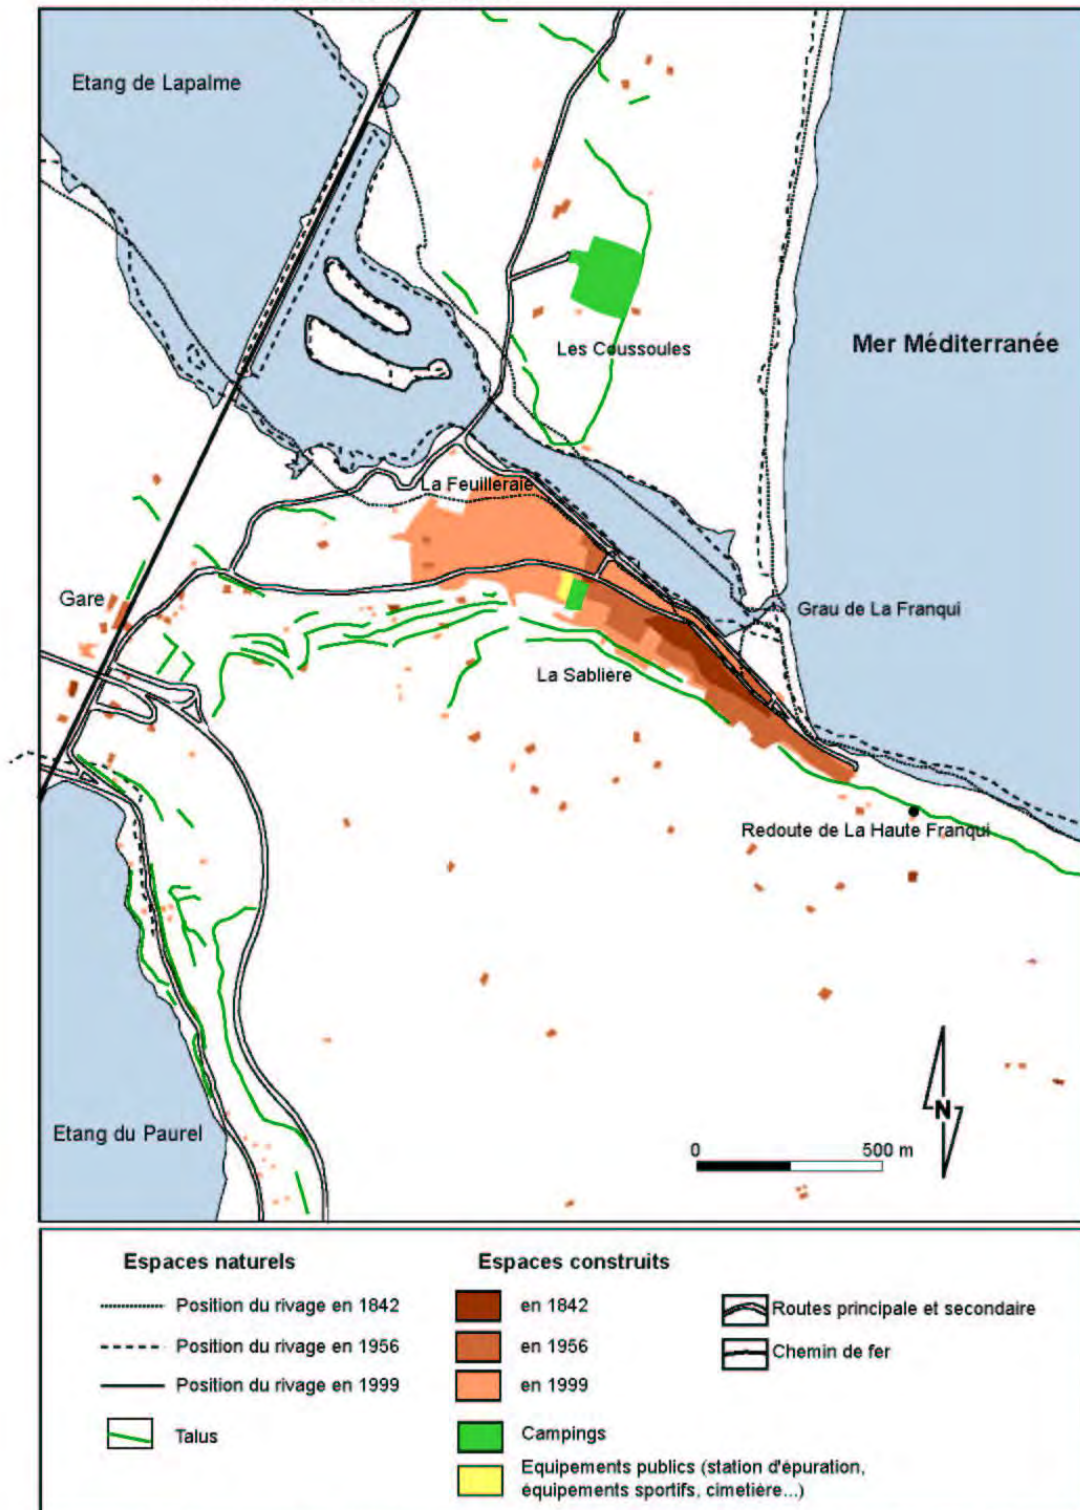 Etang de Lapalme
Mer Méditerranée
Les Coussoules
La Feuilleraie
Gare
Grau de La Franqui
La Sablière
Redoute de La Haute Franqui
Etang du Paurel
N
0 500 m
Espaces naturels
Position du rivage en 1842
Position du rivage en 1956
Position du rivage en 1999
Talus
Espaces construits
en 1842
en 1956
en 1999
Campings
Equipements publics (station d'épuration,
équipements sportifs, cimetière...)
Routes principale et secondaire
Chemin de fer